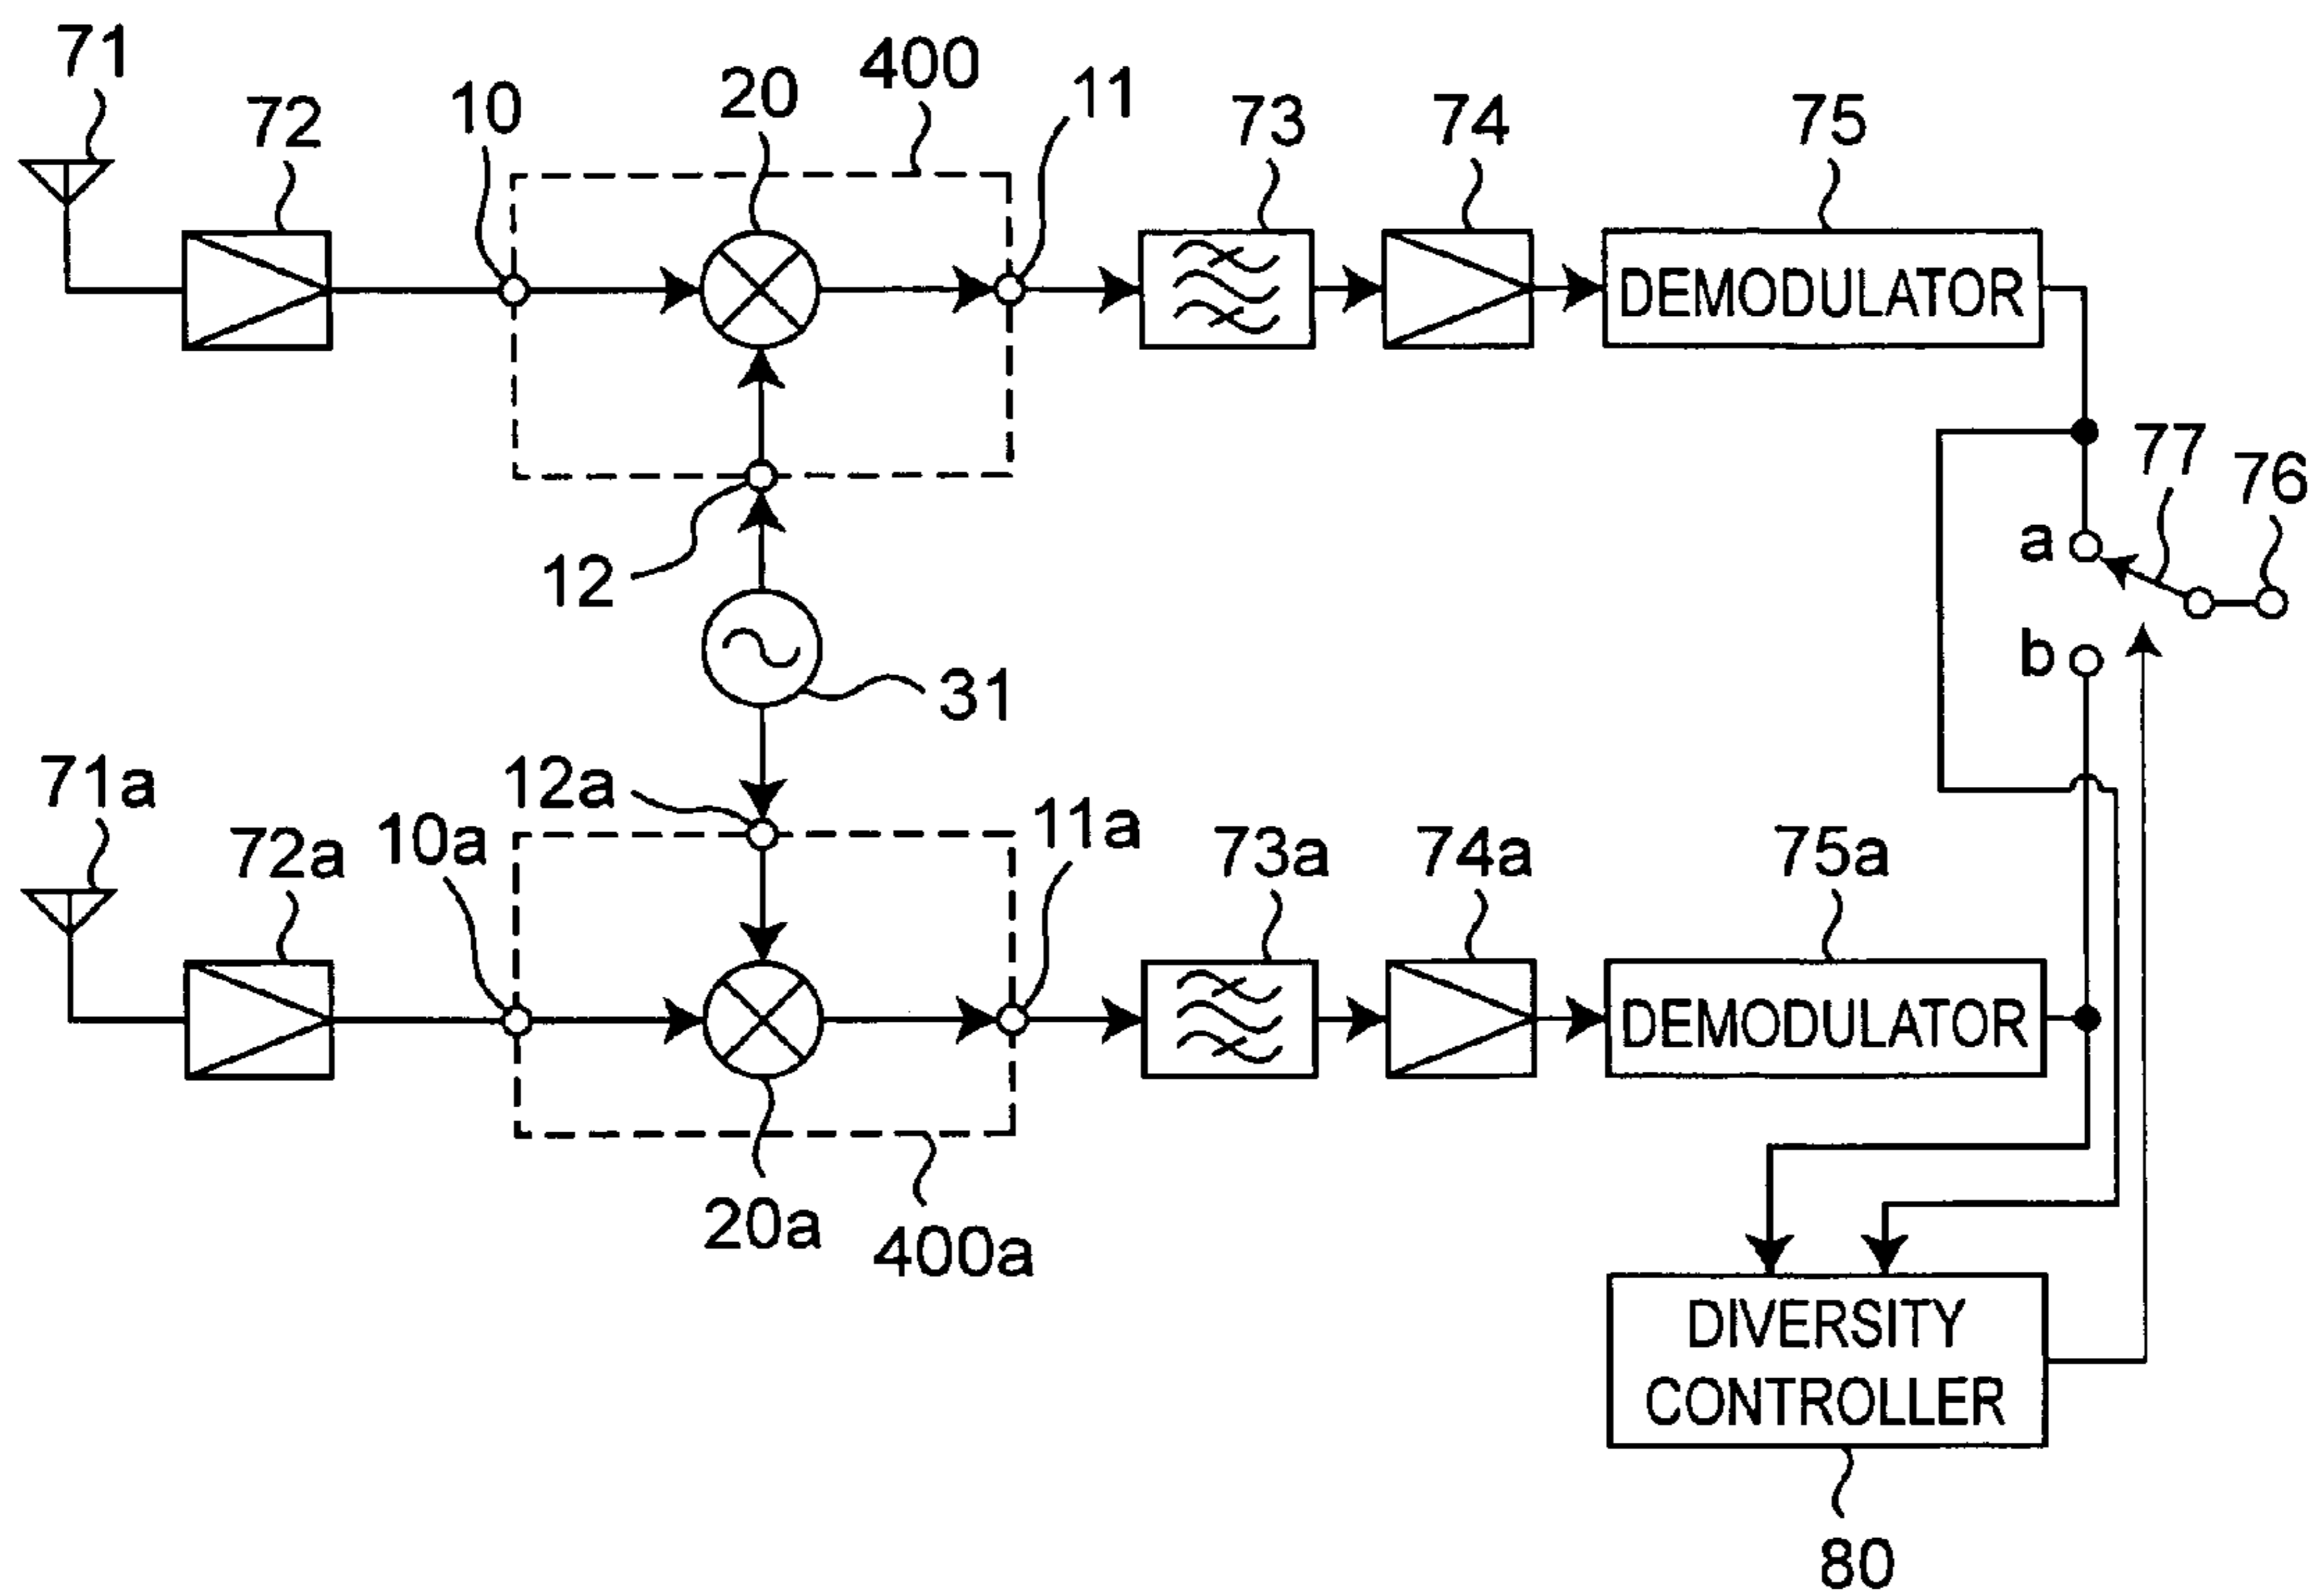 71
72
10
20
400
11
73
74
75
DEMODULATOR
12
77
76
a
b
31
71a
72a
10a
12a
11a
73a
74a
75a
DEMODULATOR
20a
400a
DIVERSITY
CONTROLLER
80